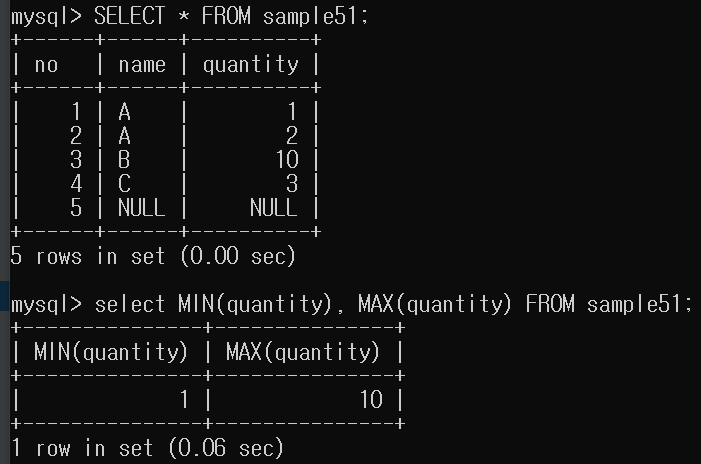 mysql> SELECT * FROM sample51;
+------+------+----------+
| no   | name | quantity |
+------+------+----------+
|    1 | A    |        1 |
|    2 | A    |        2 |
|    3 | B    |       10 |
|    4 | C    |        3 |
|    5 | NULL |     NULL |
+------+------+----------+
5 rows in set (0.00 sec)
mysql> select MIN(quantity), MAX(quantity) FROM sample51;
+---------------+---------------+
| MIN(quantity) | MAX(quantity) |
+---------------+---------------+
|             1 |            10 |
+---------------+---------------+
1 row in set (0.06 sec)